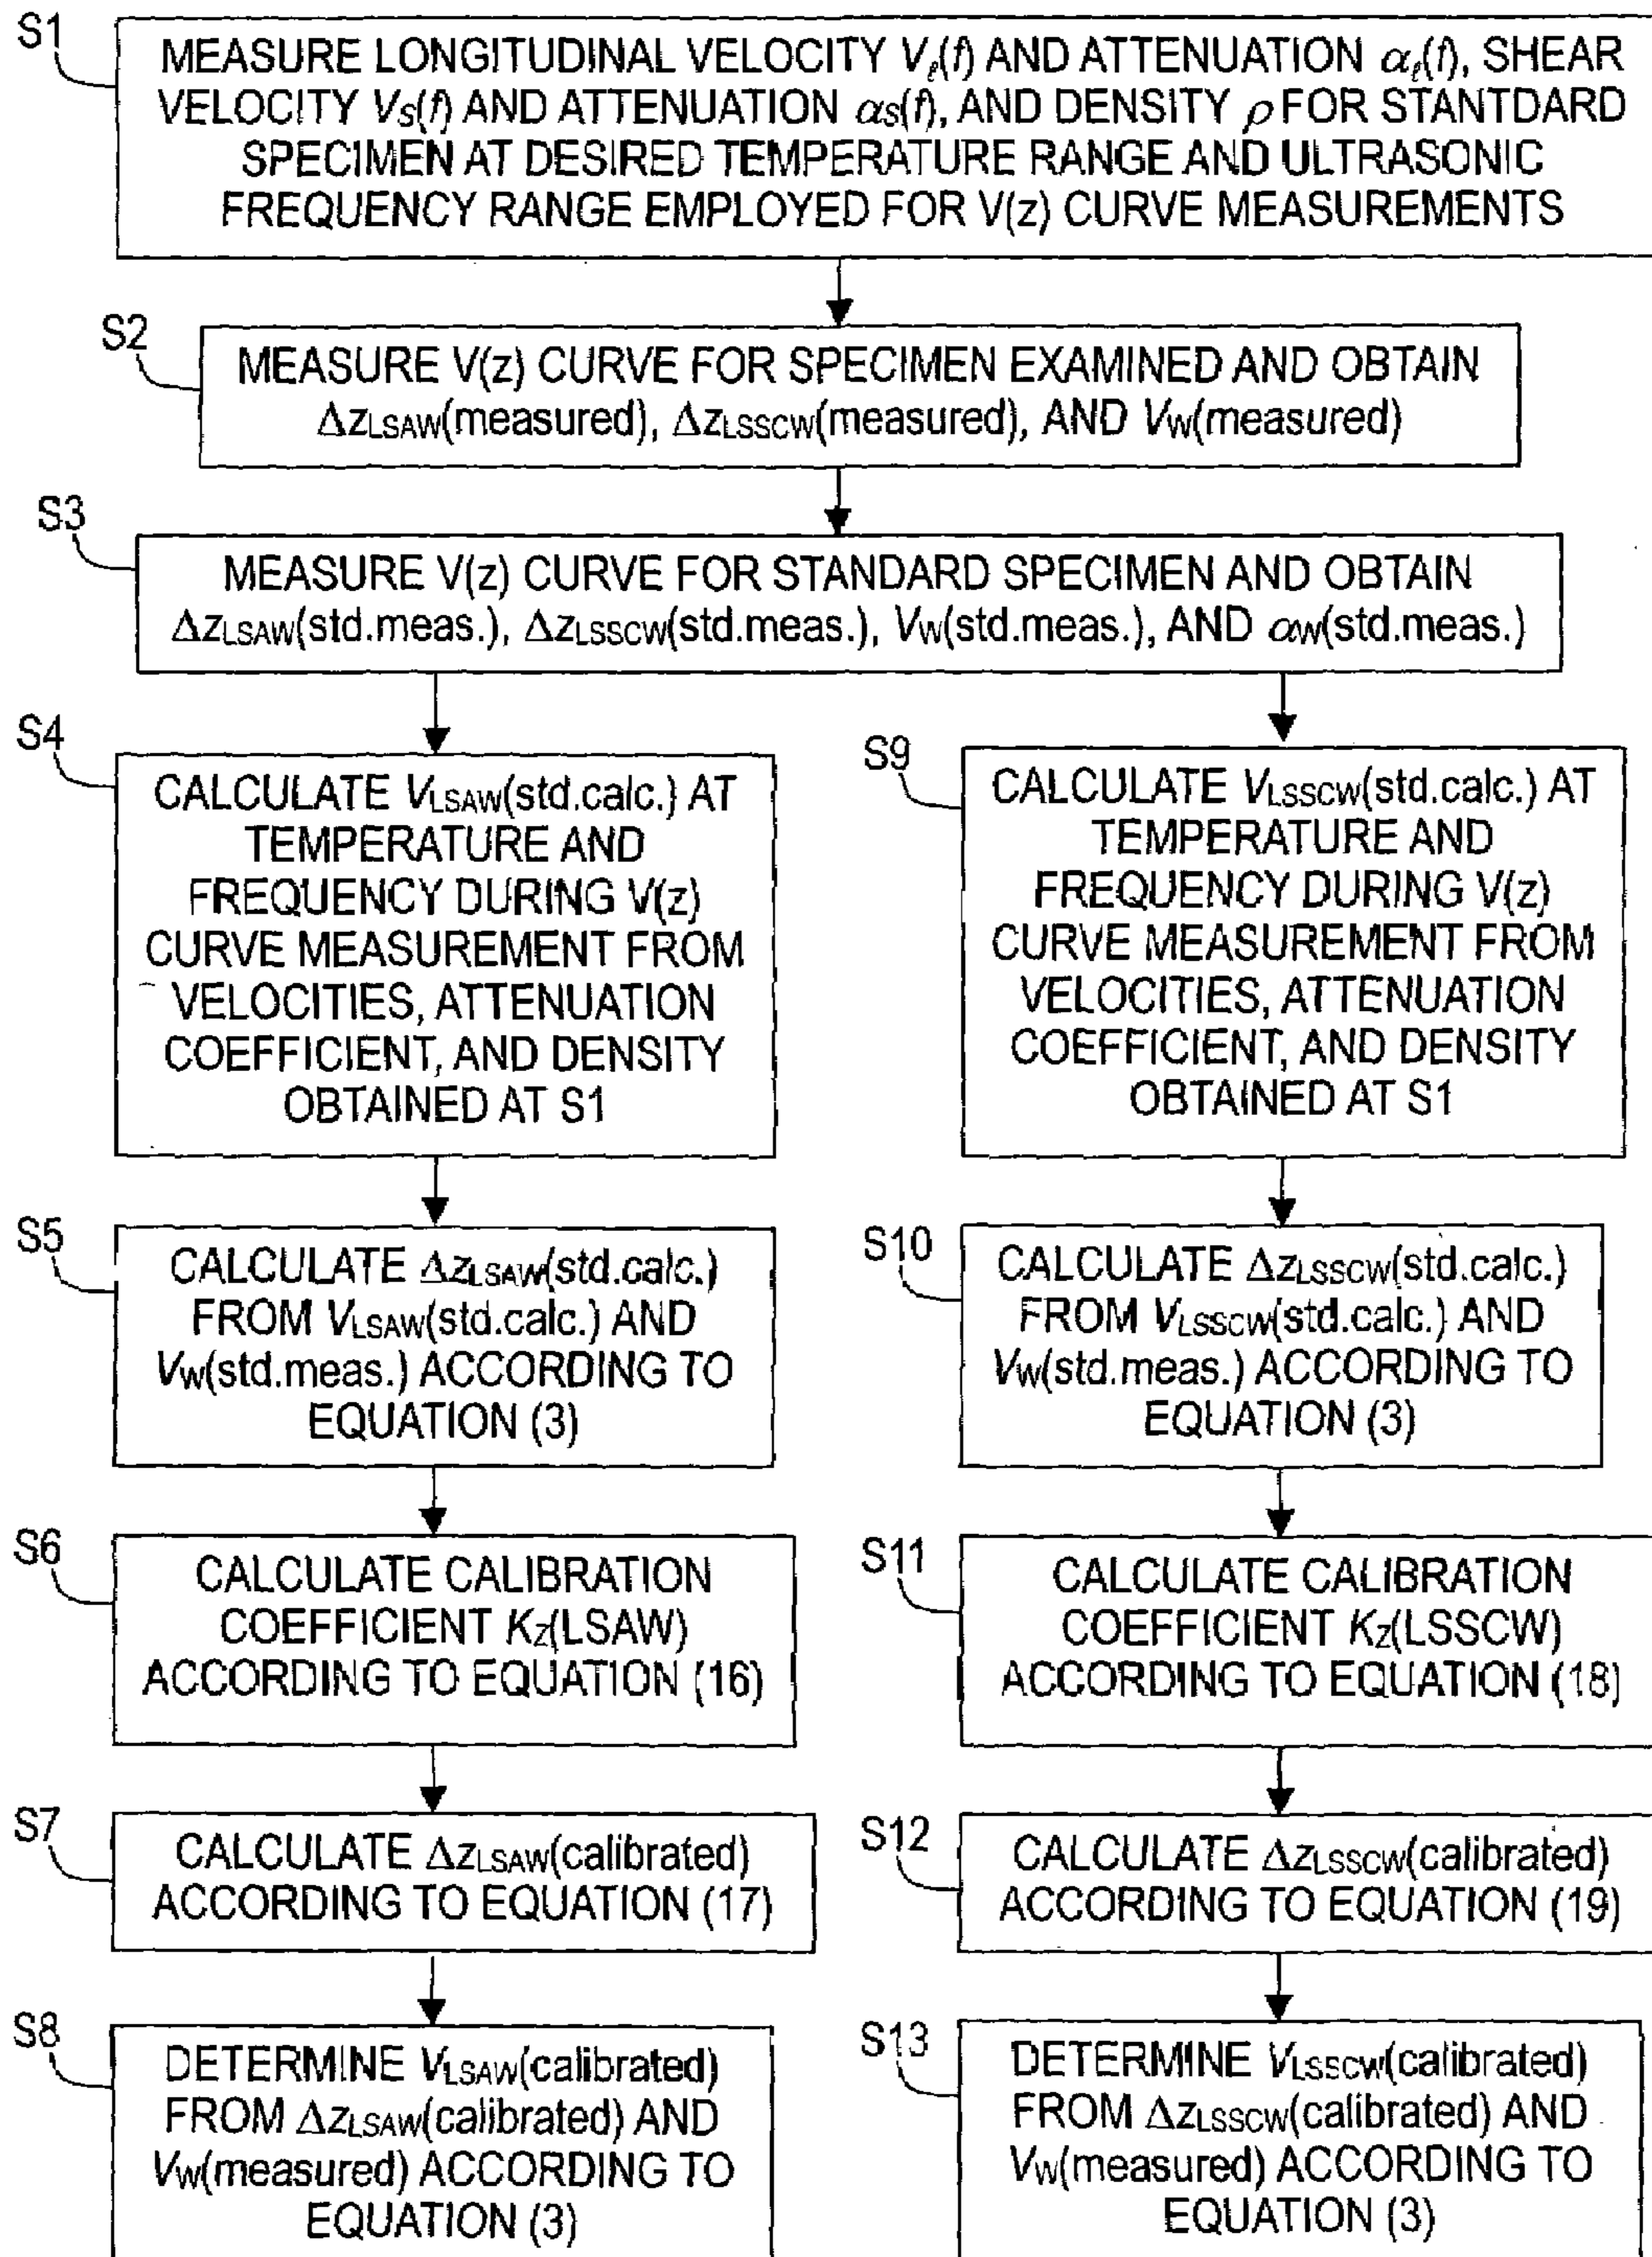 S1
MEASURE LONGITUDINAL VELOCITY Vℓ(f) AND ATTENUATION αℓ(f), SHEAR
VELOCITY VS(f) AND ATTENUATION αS(f), AND DENSITY ρ FOR STANTDARD
SPECIMEN AT DESIRED TEMPERATURE RANGE AND ULTRASONIC
FREQUENCY RANGE EMPLOYED FOR V(z) CURVE MEASUREMENTS
S2
MEASURE V(z) CURVE FOR SPECIMEN EXAMINED AND OBTAIN
ΔzLSAW(measured), ΔzLSSCW(measured), AND VW(measured)
S3
MEASURE V(z) CURVE FOR STANDARD SPECIMEN AND OBTAIN
ΔzLSAW(std.meas.), ΔzLSSCW(std.meas.), VW(std.meas.), AND αW(std.meas.)
S4
CALCULATE VLSAW(std.calc.) AT
TEMPERATURE AND
FREQUENCY DURING V(z)
CURVE MEASUREMENT FROM
VELOCITIES, ATTENUATION
COEFFICIENT, AND DENSITY
OBTAINED AT S1
S5
CALCULATE ΔzLSAW(std.calc.)
FROM VLSAW(std.calc.) AND
VW(std.meas.) ACCORDING TO
EQUATION (3)
S6
CALCULATE CALIBRATION
COEFFICIENT KZ(LSAW)
ACCORDING TO EQUATION (16)
S7
CALCULATE ΔzLSAW(calibrated)
ACCORDING TO EQUATION (17)
S8
DETERMINE VLSAW(calibrated)
FROM ΔzLSAW(calibrated) AND
VW(measured) ACCORDING TO
EQUATION (3)
S9
CALCULATE VLSSCW(std.calc.) AT
TEMPERATURE AND
FREQUENCY DURING V(z)
CURVE MEASUREMENT FROM
VELOCITIES, ATTENUATION
COEFFICIENT, AND DENSITY
OBTAINED AT S1
S10
CALCULATE ΔzLSSCW(std.calc.)
FROM VLSSCW(std.calc.) AND
VW(std.meas.) ACCORDING TO
EQUATION (3)
S11
CALCULATE CALIBRATION
COEFFICIENT KZ(LSSCW)
ACCORDING TO EQUATION (18)
S12
CALCULATE ΔzLSSCW(calibrated)
ACCORDING TO EQUATION (19)
S13
DETERMINE VLSSCW(calibrated)
FROM ΔzLSSCW(calibrated) AND
VW(measured) ACCORDING TO
EQUATION (3)